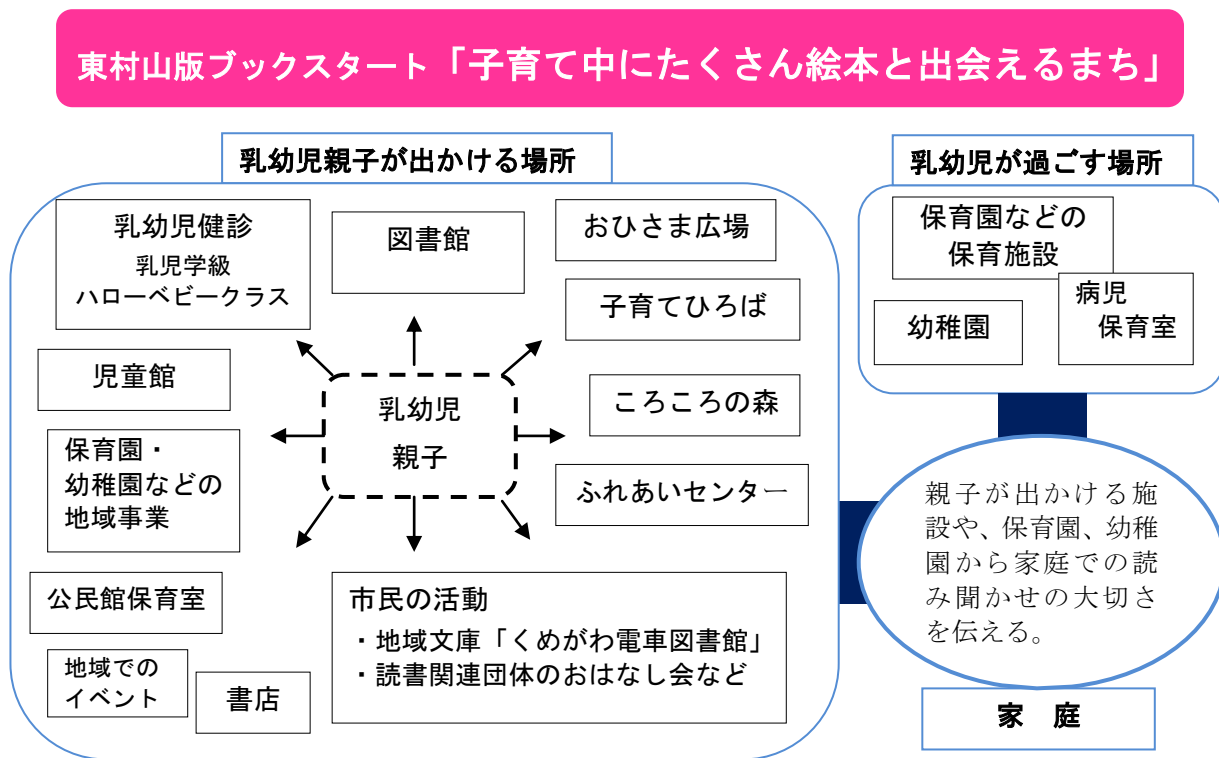 東村山版ブックスタート「子育て中にたくさん絵本と出会えるまち」
乳幼児親子が出かける場所
乳幼児健診
乳児学級
ハローベビークラス
図書館
おひさま広場
子育てひろば
児童館
乳幼児
親子
ころころの森
保育園・
幼稚園などの
地域事業
ふれあいセンター
公民館保育室
地域での
イベント
書店
市民の活動
・地域文庫「くめがわ電車図書館」
・読書関連団体のおはなし会など
乳幼児が過ごす場所
保育園などの
保育施設
幼稚園
病児
保育室
親子が出かける施
設や、保育園、幼稚
園から家庭での読
み聞かせの大切さ
を伝える。
家　庭